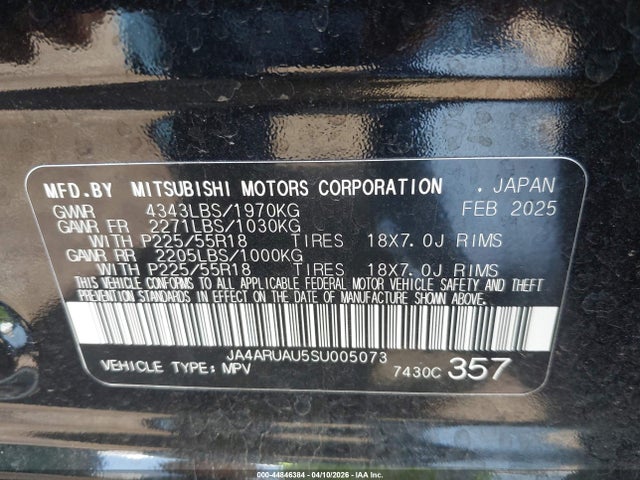 MFD.BY MITSUBISHI MOTORS CORPORATION . JAPAN
GVWR 4343LBS/1970KG FEB 2025
GAWR FR 2271LBS/1030KG
WITH P225/55R18 TIRES 18X7.0J RIMS
GAWR RR 2205LBS/1000KG
WITH P225/55R18 TIRES 18X7.0J RIMS
THIS VEHICLE CONFORMS TO ALL APPLICABLE FEDERAL MOTOR VEHICLE SAFETY AND THEFT
PREVENTION STANDARDS IN EFFECT ON THE DATE OF MANUFACTURE SHOWN ABOVE.
JA4ARUAU5SU005073
VEHICLE TYPE: MPV 7430C 357
000-44846384 - 04/10/2026 - IAA Inc.